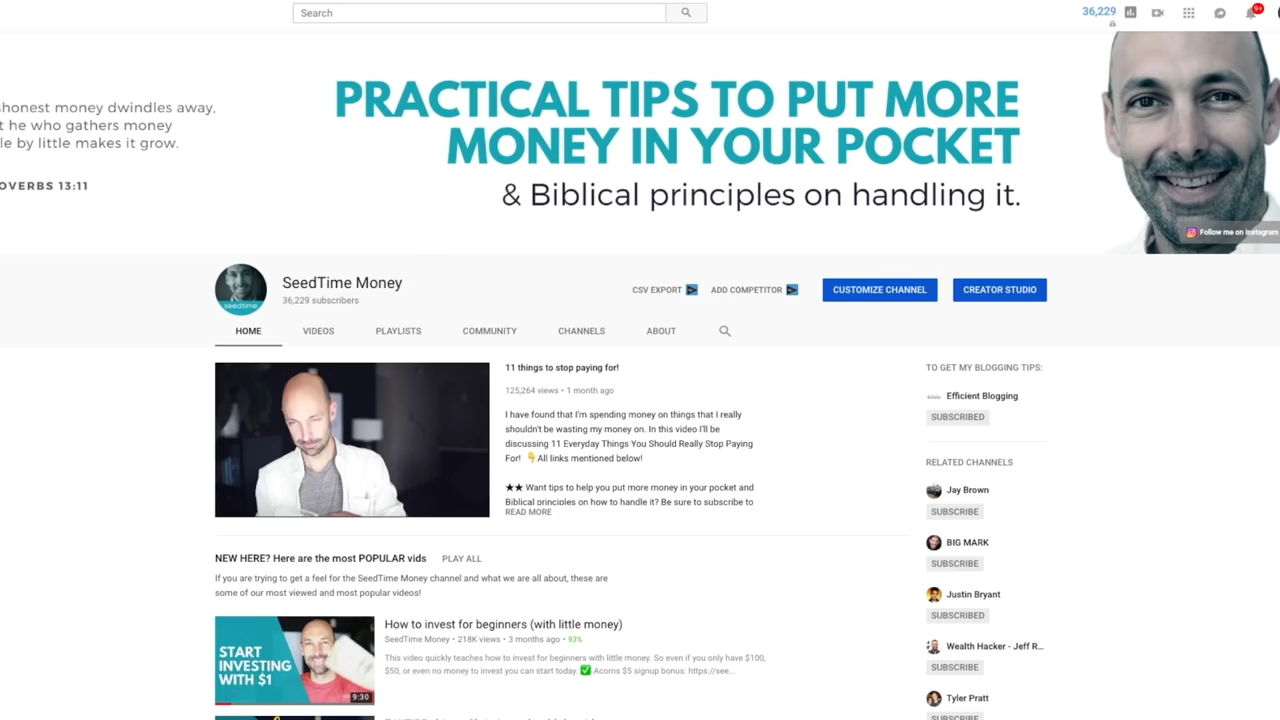 Search
36,229
9+
shonest money dwindles away.
t he who gathers money
le by little makes it grow.
OVERBS 13:11
PRACTICAL TIPS TO PUT MORE
MONEY IN YOUR POCKET
& Biblical principles on handling it.
Follow me on Instagram
seedtime
SeedTime Money
36,229 subscribers
CSV EXPORT
ADD COMPETITOR
CUSTOMIZE CHANNEL
CREATOR STUDIO
HOME
VIDEOS
PLAYLISTS
COMMUNITY
CHANNELS
ABOUT
11 things to stop paying for!
125,264 views • 1 month ago
I have found that I'm spending money on things that I really
shouldn't be wasting my money on. In this video I'll be
discussing 11 Everyday Things You Should Really Stop Paying
For! 👇All links mentioned below!
★★ Want tips to help you put more money in your pocket and
Biblical principles on how to handle it? Be sure to subscribe to
READ MORE
NEW HERE? Here are the most POPULAR vids
PLAY ALL
If you are trying to get a feel for the SeedTime Money channel and what we are all about, these are
some of our most viewed and most popular videos!
START
INVESTING
WITH $1
9:30
How to invest for beginners (with little money)
SeedTime Money • 218K views • 3 months ago • 93%
This video quickly teaches how to invest for beginners with little money. So even if you only have $100,
$50, or even no money to invest you can start today. ✅ Acorns $5 signup bonus: https://see...
TO GET MY BLOGGING TIPS:
Efficient Blogging
SUBSCRIBED
RELATED CHANNELS
Jay Brown
SUBSCRIBE
BIG MARK
SUBSCRIBE
Justin Bryant
SUBSCRIBED
Wealth Hacker - Jeff R...
SUBSCRIBE
Tyler Pratt
SUBSCRIBE